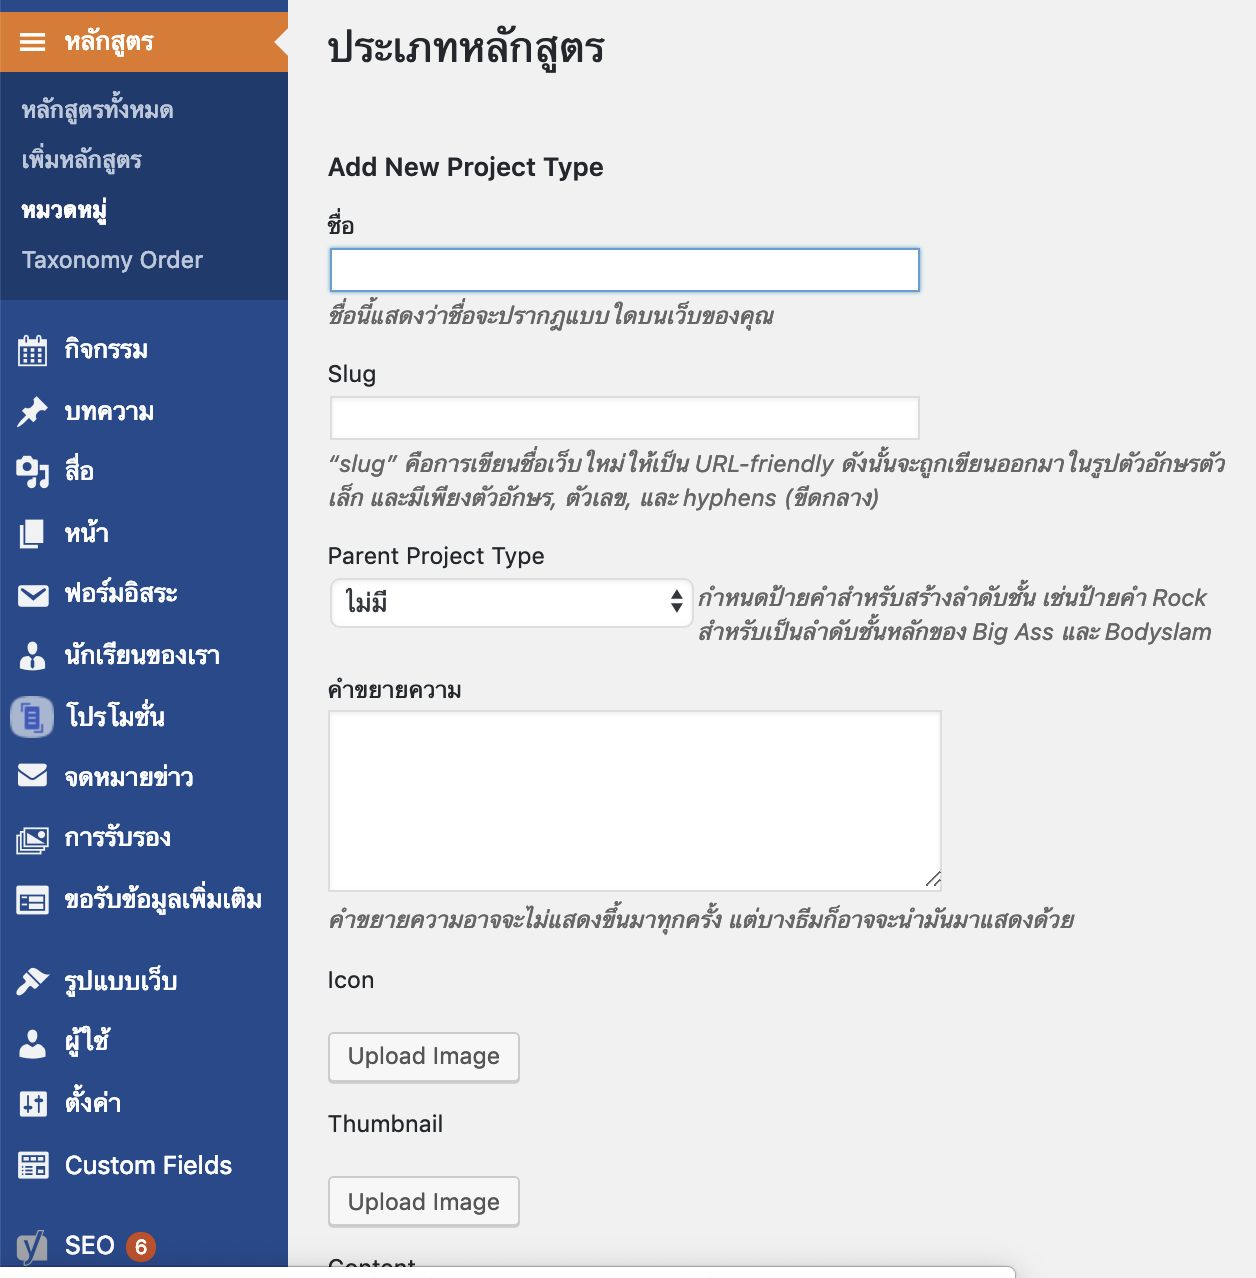 หลักสูตร
หลักสูตรทั้งหมด
เพิ่มหลักสูตร
หมวดหมู่
Taxonomy Order
กิจกรรม
บทความ
สื่อ
หน้า
ฟอร์มอิสระ
นักเรียนของเรา
โปรโมชั่น
จดหมายข่าว
การรับรอง
ขอรับข้อมูลเพิ่มเติม
รูปแบบเว็บ
ผู้ใช้
ตั้งค่า
Custom Fields
SEO 6
ประเภทหลักสูตร
Add New Project Type
ชื่อ
ชื่อนี้แสดงว่าชื่อจะปรากฎแบบใดบนเว็บของคุณ
Slug
“slug” คือการเขียนชื่อเว็บใหม่ให้เป็น URL-friendly ดังนั้นจะถูกเขียนออกมาในรูปตัวอักษรตัว
เล็ก และมีเพียงตัวอักษร, ตัวเลข, และ hyphens (ขีดกลาง)
Parent Project Type
ไม่มี
กำหนดป้ายคำสำหรับสร้างลำดับชั้น เช่นป้ายคำ Rock
สำหรับเป็นลำดับชั้นหลักของ Big Ass และ Bodyslam
คำขยายความ
คำขยายความอาจจะไม่แสดงขึ้นมาทุกครั้ง แต่บางธีมก็อาจจะนำมันมาแสดงด้วย
Icon
Upload Image
Thumbnail
Upload Image
Content